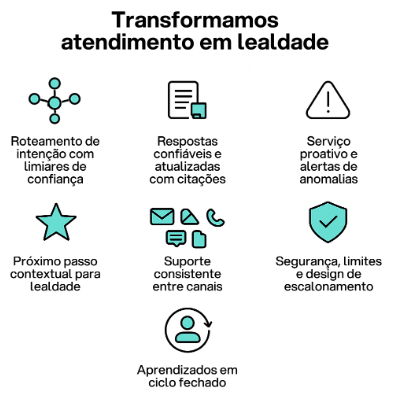 Transformamos
atendimento em lealdade
Roteamento de
intenção com
limiares de
confiança
Respostas
confiáveis e
atualizadas
com citações
Serviço
proativo e
alertas de
anomalias
Próximo passo
contextual para
lealdade
Suporte
consistente
entre canais
Segurança, limites
e design de
escalonamento
Aprendizados em
ciclo fechado